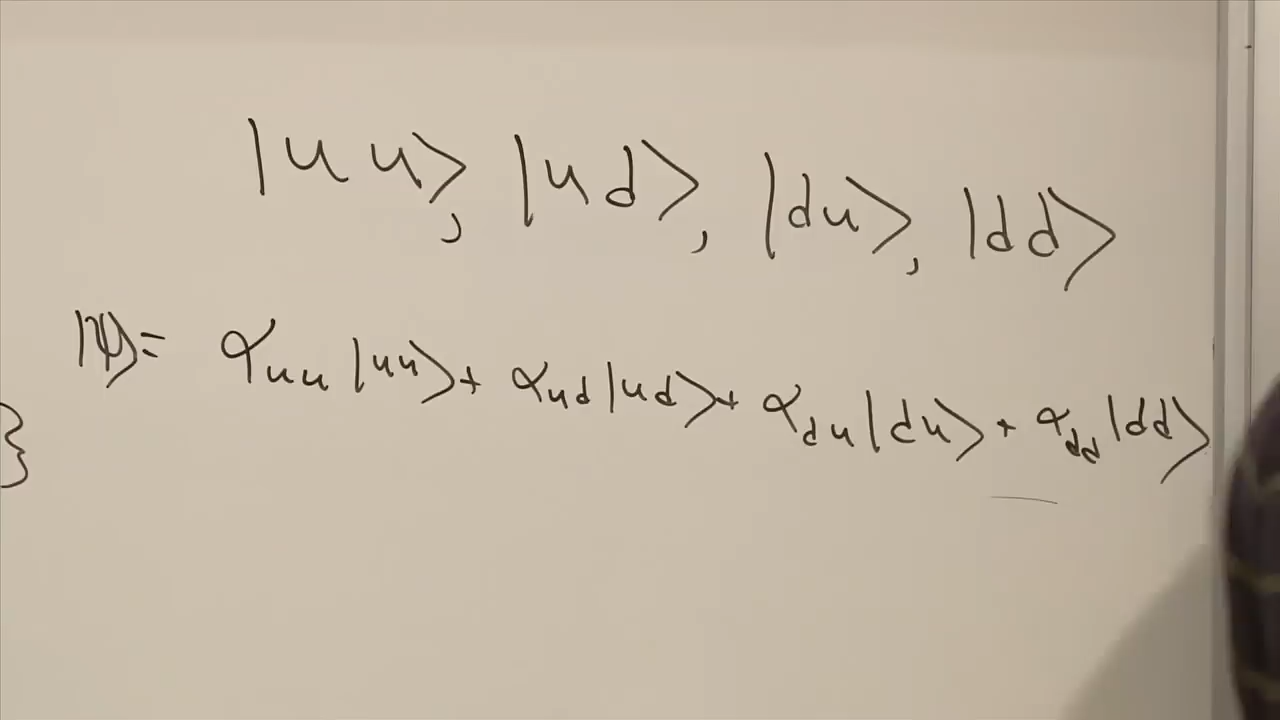 |uu>, |ud>, |du>, |dd>
|ψ> = α_uu |uu> + α_ud |ud> + α_du |du> + α_dd |dd>
}